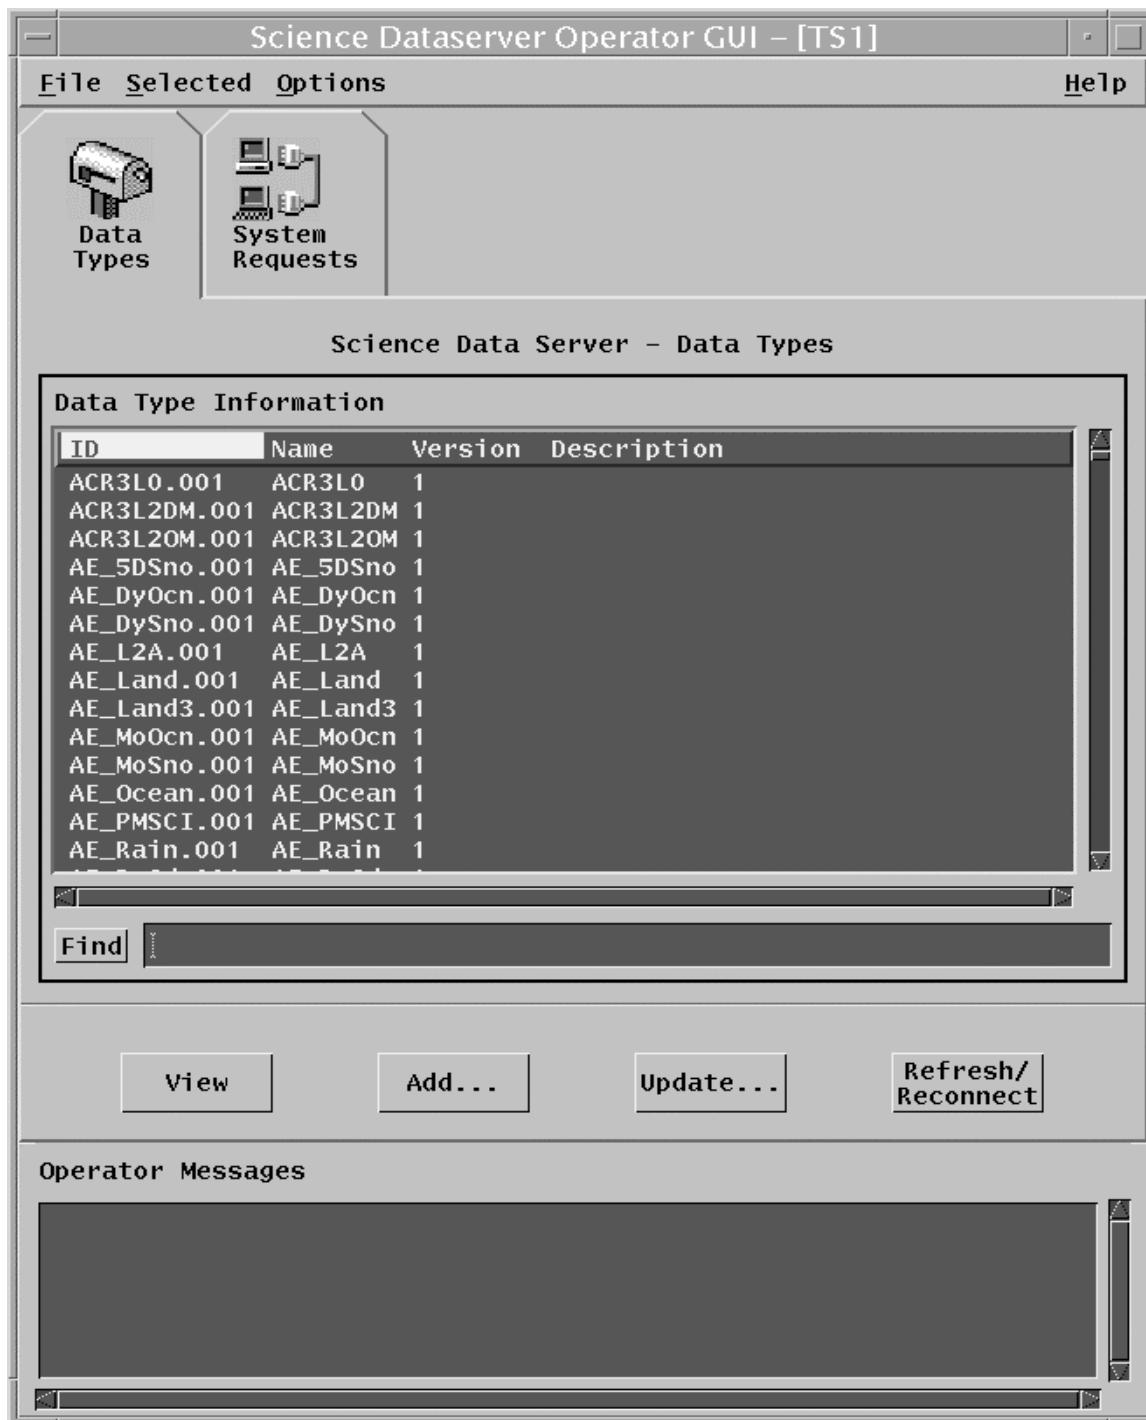 Science Dataserver Operator GUI – [TS1]
File Selected Options Help
Data Types
System Requests
Science Data Server – Data Types
Data Type Information
ID Name Version Description
ACR3L0.001 ACR3L0 1
ACR3L2DM.001 ACR3L2DM 1
ACR3L2OM.001 ACR3L2OM 1
AE_5DSno.001 AE_5DSno 1
AE_DyOcn.001 AE_DyOcn 1
AE_DySno.001 AE_DySno 1
AE_L2A.001 AE_L2A 1
AE_Land.001 AE_Land 1
AE_Land3.001 AE_Land3 1
AE_MoOcn.001 AE_MoOcn 1
AE_MoSno.001 AE_MoSno 1
AE_Ocean.001 AE_Ocean 1
AE_PMSCI.001 AE_PMSCI 1
AE_Rain.001 AE_Rain 1
Find
View Add... Update... Refresh/
Reconnect
Operator Messages